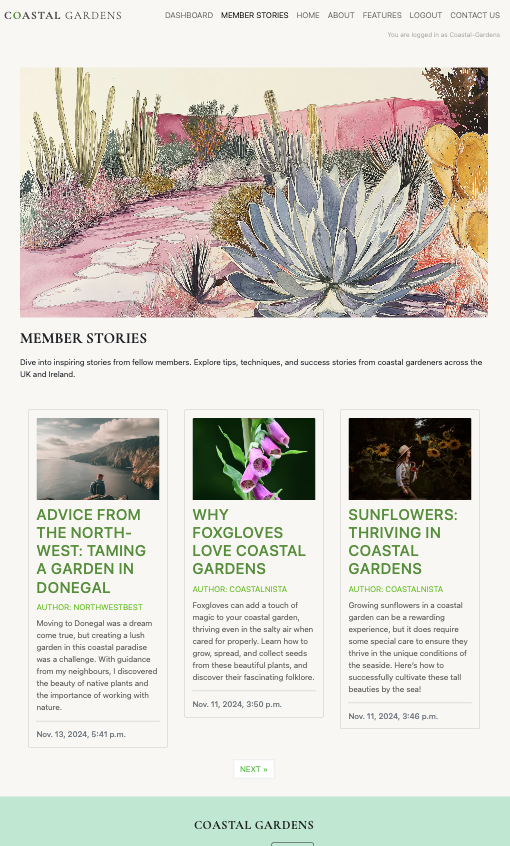 COASTAL GARDENS
DASHBOARD MEMBER STORIES HOME ABOUT FEATURES LOGOUT CONTACT US
You are logged in as Coastal-Gardens
MEMBER STORIES
Dive into inspiring stories from fellow members. Explore tips, techniques, and success stories from coastal gardeners across the
UK and Ireland.
ADVICE FROM
THE NORTH-
WEST: TAMING
A GARDEN IN
DONEGAL
AUTHOR: NORTHWESTBEST
Moving to Donegal was a dream
come true, but creating a lush
garden in this coastal paradise
was a challenge. With guidance
from my neighbours, I discovered
the beauty of native plants and
the importance of working with
nature.
Nov. 13, 2024, 5:41 p.m.
WHY
FOXGLOVES
LOVE COASTAL
GARDENS
AUTHOR: COASTALNISTA
Foxgloves can add a touch of
magic to your coastal garden,
thriving even in the salty air when
cared for properly. Learn how to
grow, spread, and collect seeds
from these beautiful plants, and
discover their fascinating folklore.
Nov. 11, 2024, 3:50 p.m.
SUNFLOWERS:
THRIVING IN
COASTAL
GARDENS
AUTHOR: COASTALNISTA
Growing sunflowers in a coastal
garden can be a rewarding
experience, but it does require
some special care to ensure they
thrive in the unique conditions of
the seaside. Here's how to
successfully cultivate these tall
beauties by the sea!
Nov. 11, 2024, 3:46 p.m.
NEXT »
COASTAL GARDENS